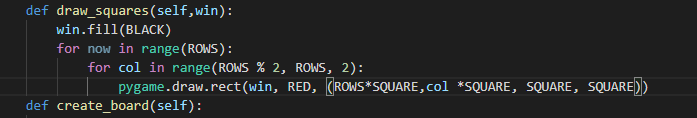 def draw_squares(self,win):
win.fill(BLACK)
for now in range(ROWS):
for col in range(ROWS % 2, ROWS, 2):
pygame.draw.rect(win, RED, (ROWS*SQUARE,col *SQUARE, SQUARE, SQUARE))
def create_board(self):